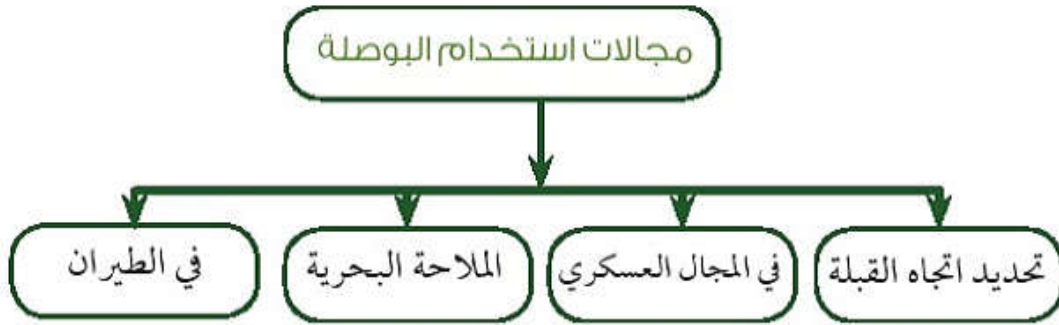 مجالات استخدام البوصلة
تحديد اتجاه القبلة
في المجال العسكري
الملاحة البحرية
في الطيران